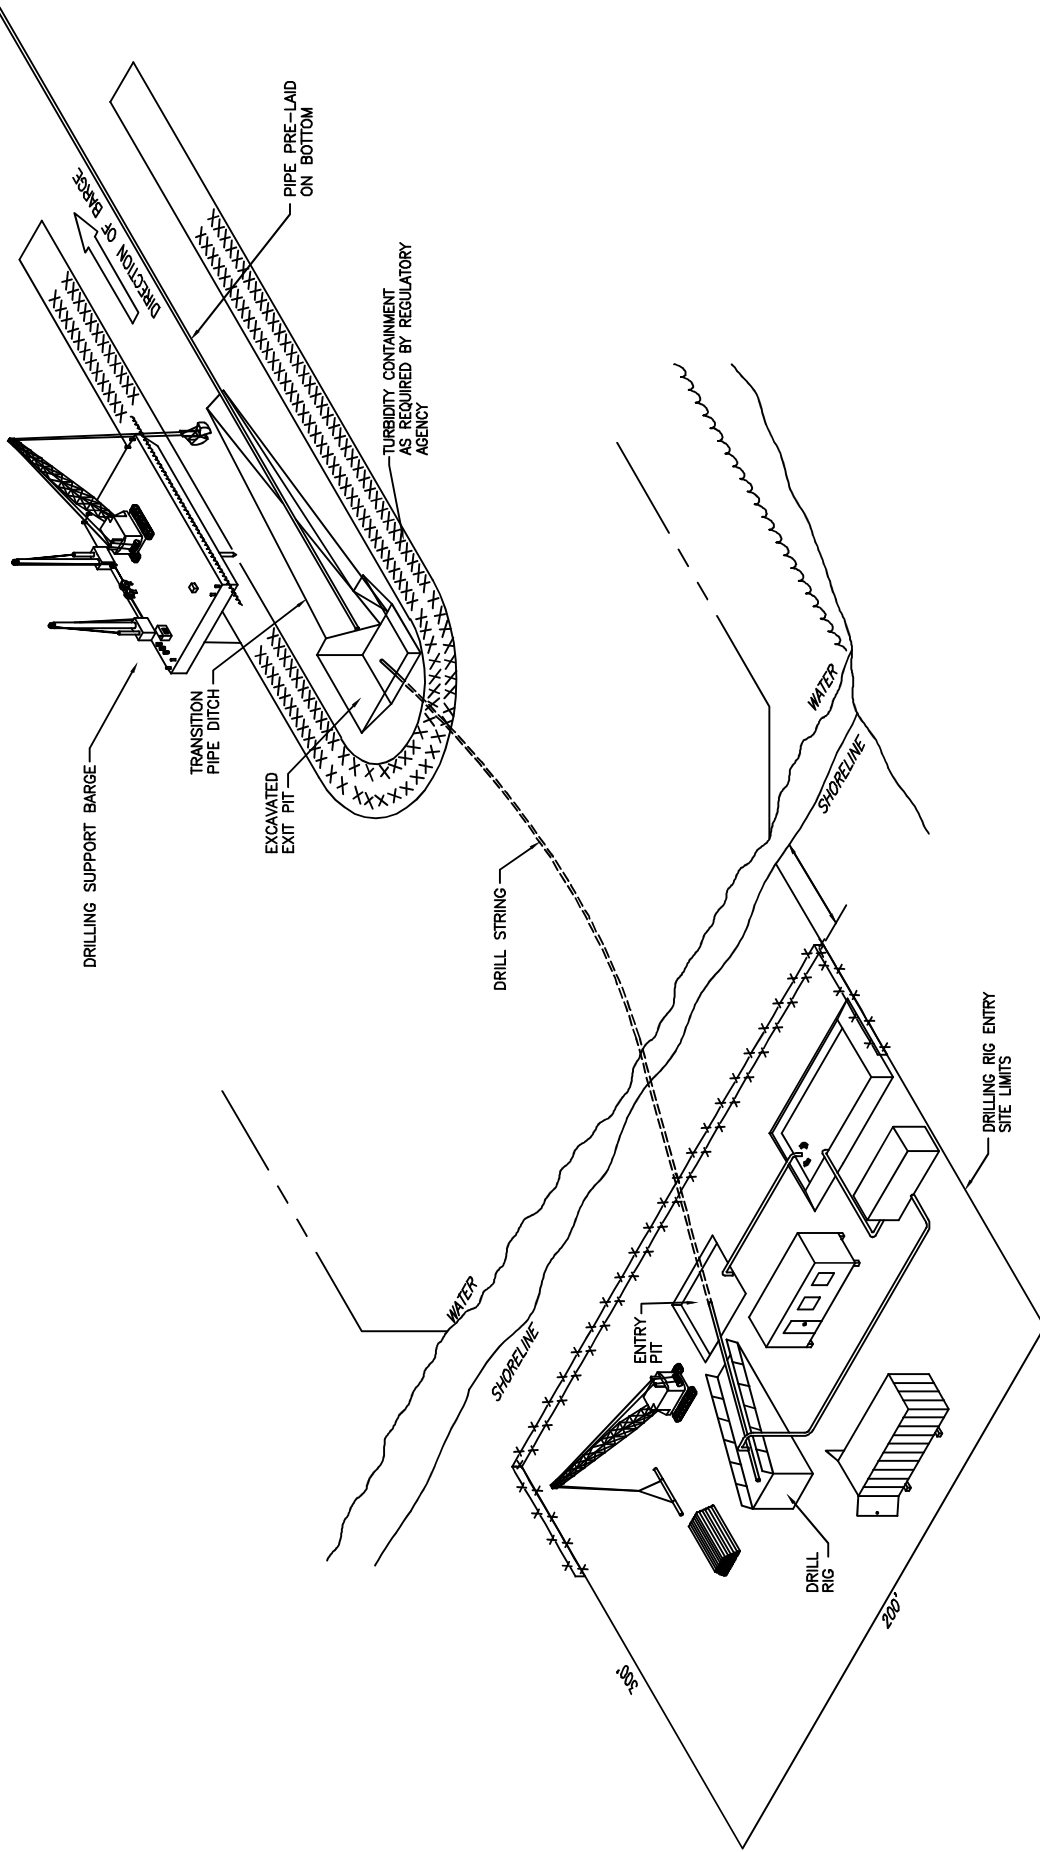 DRILLING SUPPORT BARGE
TRANSITION
PIPE DITCH
EXCAVATED
EXIT PIT
DIRECTION OF BARGE
PIPE PRE-LAID
ON BOTTOM
TURBIDITY CONTAINMENT
AS REQUIRED BY REGULATORY
AGENCY
DRILL STRING
WATER
SHORELINE
WATER
SHORELINE
ENTRY
PIT
DRILL
RIG
300'
200'
DRILLING RIG ENTRY
SITE LIMITS